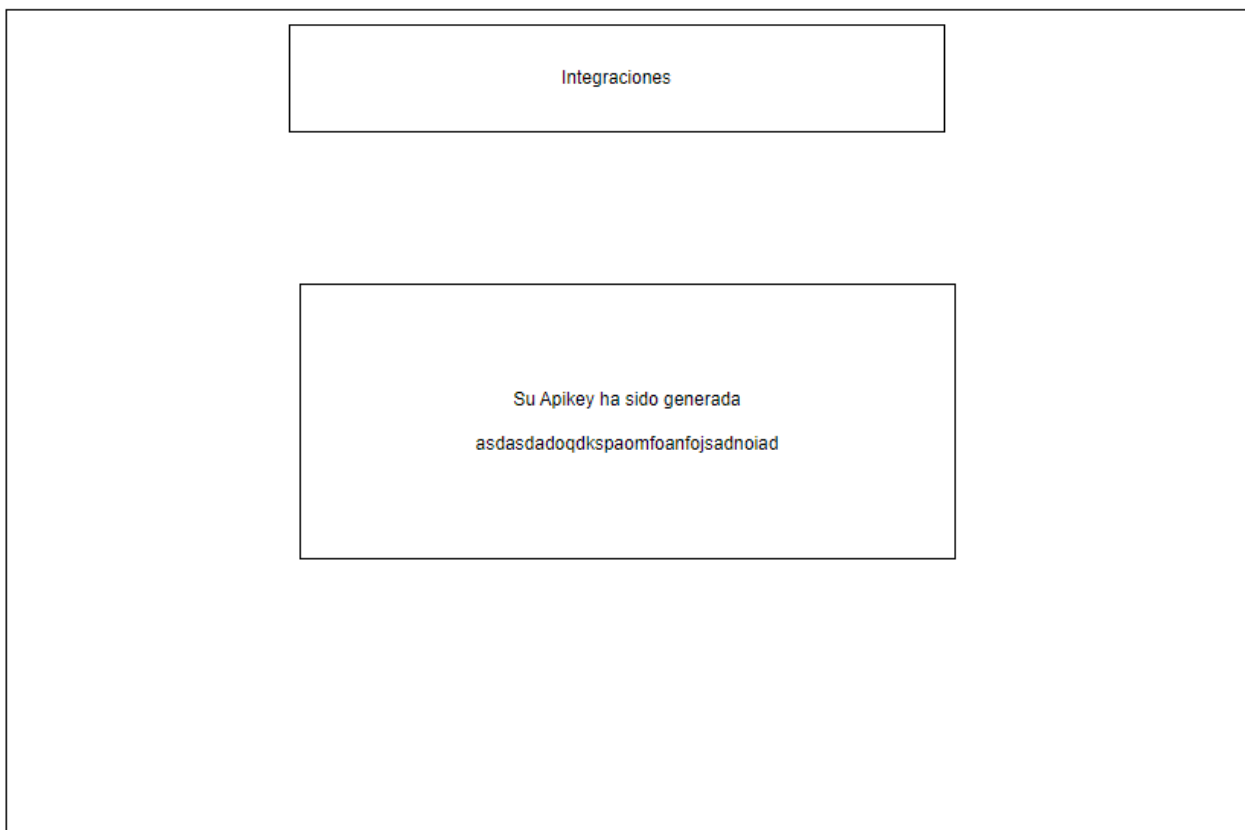 Integraciones
Su Apikey ha sido generada
asdasdadoqdkspaomfoanfojsadnoiad